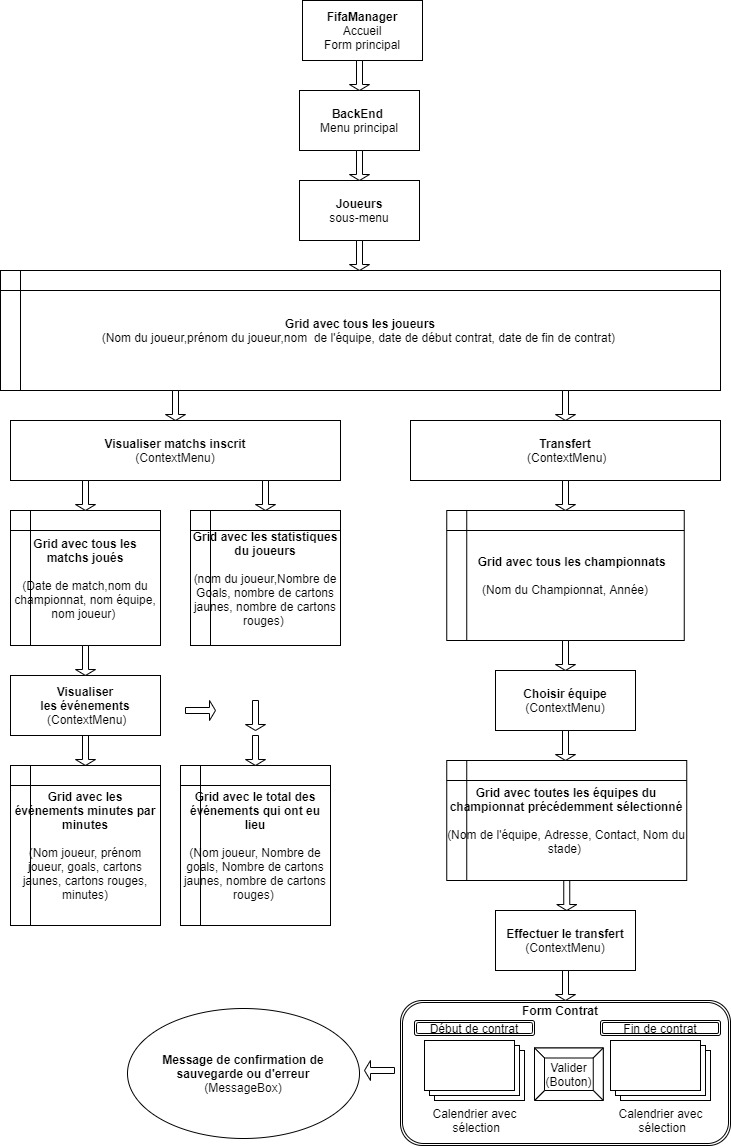 FifaManager
Accueil
Form principal
BackEnd
Menu principal
Joueurs
sous-menu
Grid avec tous les joueurs
(Nom du joueur,prénom du joueur,nom  de l'équipe, date de début contrat, date de fin de contrat)
Visualiser matchs inscrit
(ContextMenu)
Transfert
(ContextMenu)
Grid avec tous les
matchs joués
(Date de match,nom du
championnat, nom équipe,
nom joueur)
Grid avec les statistiques
du joueurs
(nom du joueur,Nombre de
Goals, nombre de cartons
jaunes, nombre de cartons
rouges)
Grid avec tous les championnats
(Nom du Championnat, Année)
Visualiser
les événements
(ContextMenu)
Choisir équipe
(ContextMenu)
Grid avec les
événements minutes par
minutes
(Nom joueur, prénom
joueur, goals, cartons
jaunes, cartons rouges,
minutes)
Grid avec le total des
événements qui ont eu
lieu
(Nom joueur, Nombre de
goals, Nombre de cartons
jaunes, nombre de cartons
rouges)
Grid avec toutes les équipes du
championnat précédemment sélectionné
(Nom de l'équipe, Adresse, Contact, Nom du
stade)
Effectuer le transfert
(ContextMenu)
Form Contrat
Début de contrat
Fin de contrat
Valider
(Bouton)
Calendrier avec
sélection
Calendrier avec
sélection
Message de confirmation de
sauvegarde ou d'erreur
(MessageBox)